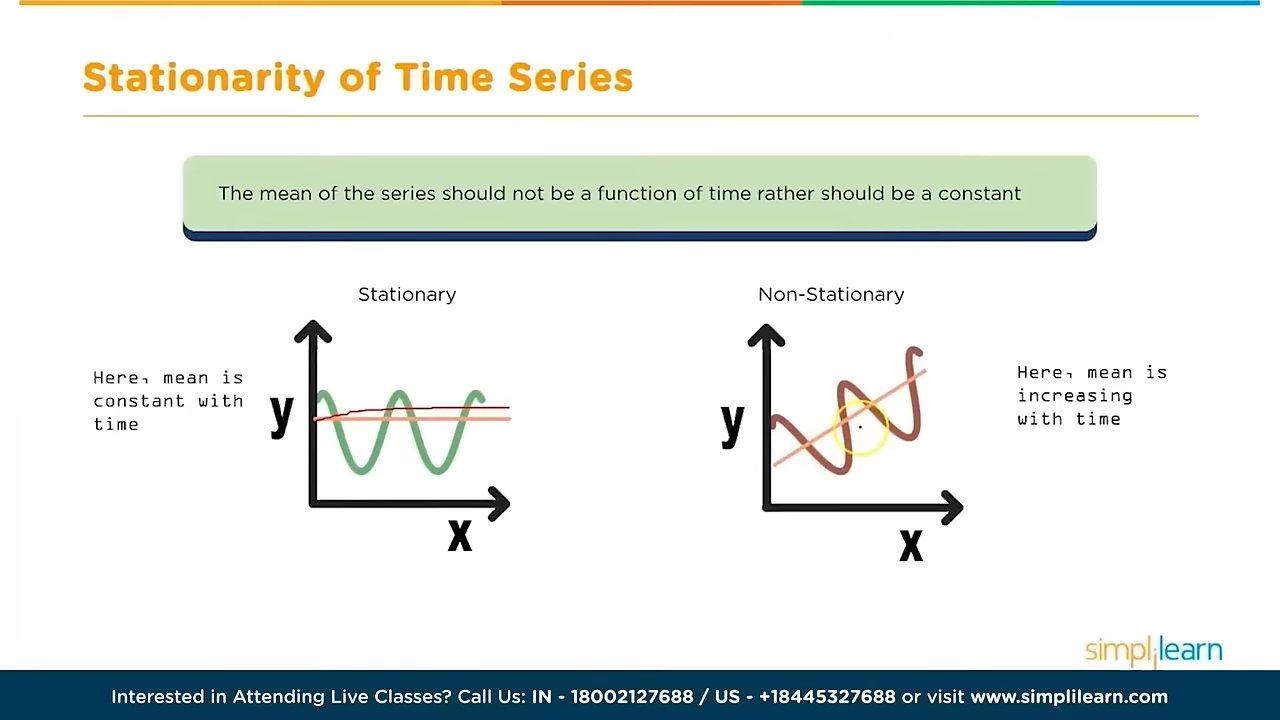 Stationarity of Time Series
The mean of the series should not be a function of time rather should be a constant
Stationary
Non-Stationary
Here, mean is
constant with
time
y
x
y
x
Here, mean is
increasing
with time
simplilearn
Interested in Attending Live Classes? Call Us: IN - 18002127688 / US - +18445327688 or visit www.simplilearn.com